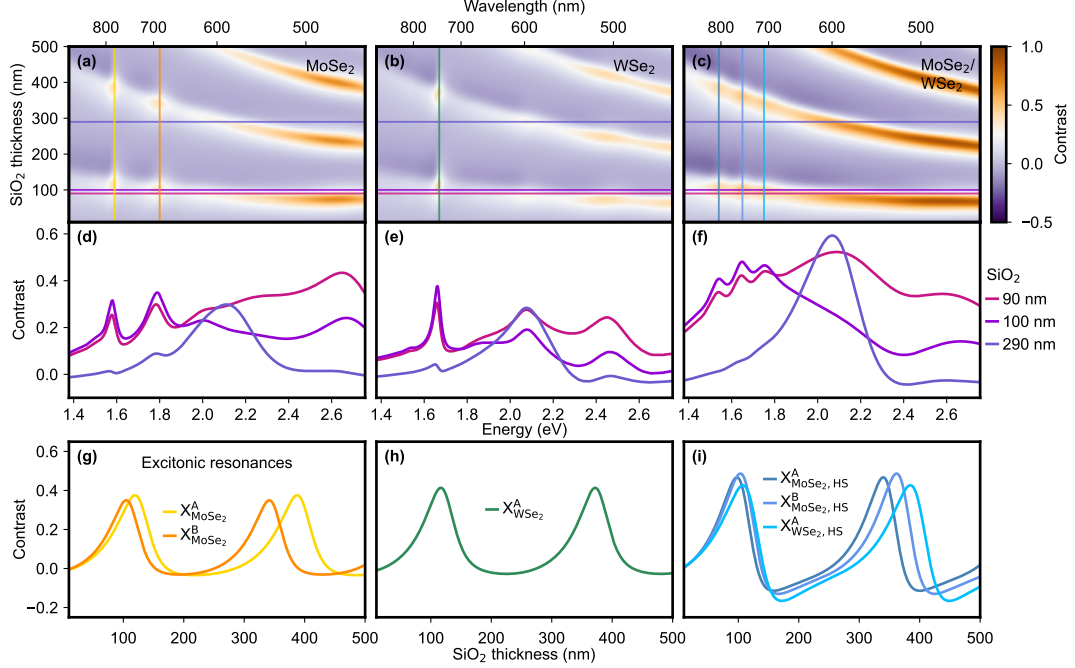 Wavelength (nm)
800 700 600 500
800 700 600 500
800 700 600 500
(a) MoSe2
(b) WSe2
(c) MoSe2/
WSe2
SiO2 thickness (nm)
500
400
300
200
100
1.0
0.5
0.0
−0.5
Contrast
(d)
(e)
(f)
Contrast
0.6
0.4
0.2
0.0
SiO2
90 nm
100 nm
290 nm
1.4 1.6 1.8 2.0 2.2 2.4 2.6
1.4 1.6 1.8 2.0 2.2 2.4 2.6
1.4 1.6 1.8 2.0 2.2 2.4 2.6
Energy (eV)
(g) Excitonic resonances
X^A_MoSe2
X^B_MoSe2
(h)
X^A_WSe2
(i)
X^A_MoSe2, HS
X^B_MoSe2, HS
X^A_WSe2, HS
Contrast
0.6
0.4
0.2
0.0
−0.2
100 200 300 400 500
100 200 300 400 500
100 200 300 400 500
SiO2 thickness (nm)